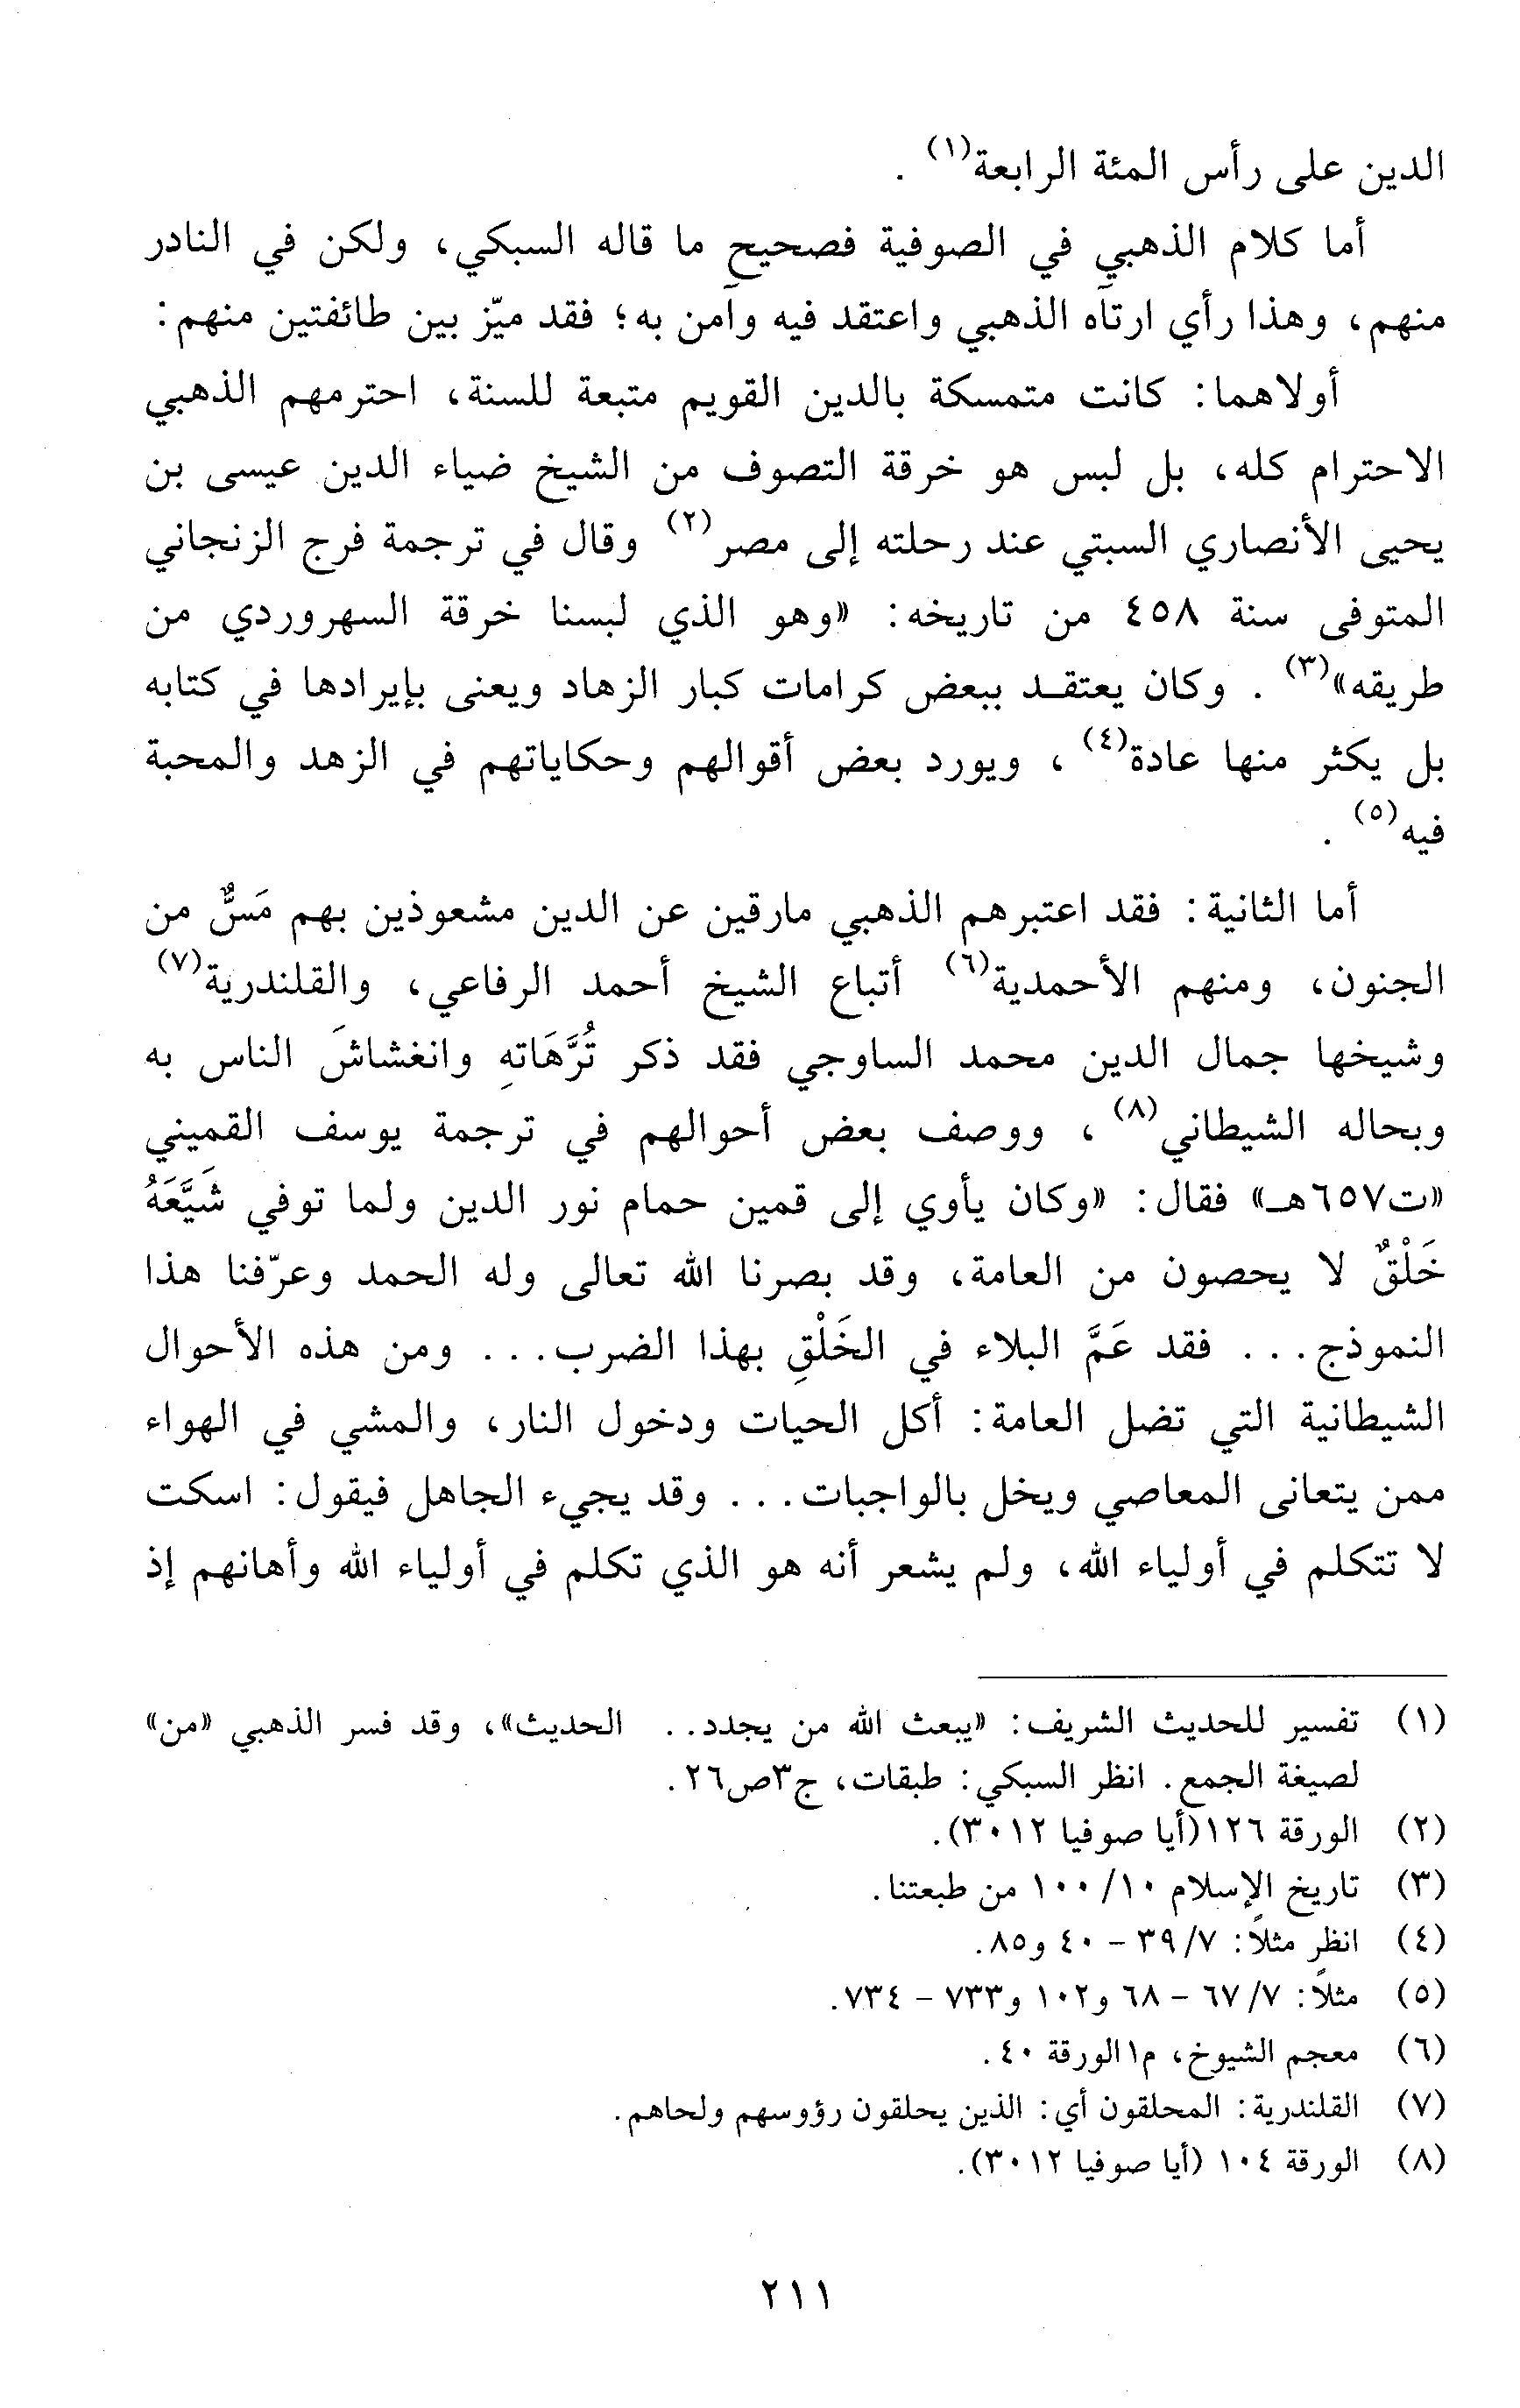 الدين على رأس المئة الرابعة(١) .
أما كلام الذهبي في الصوفية فصحيح ما قاله السبكي، ولكن في النادر
منهم، وهذا رأي ارتآه الذهبي واعتقد فيه وآمن به؛ فقد ميّز بين طائفتين منهم:
أولاهما: كانت متمسكة بالدين القويم متبعة للسنة، احترمهم الذهبي
الاحترام كله، بل لبس هو خرقة التصوف من الشيخ ضياء الدين عيسى بن
يحيى الأنصاري السبتي عند رحلته إلى مصر(٢) وقال في ترجمة فرج الزنجاني
المتوفى سنة ٤٥٨ من تاريخه: «وهو الذي لبسنا خرقة السهروردي من
طريقه»(٣) . وكان يعتقد ببعض كرامات كبار الزهاد ويعنى بإيرادها في كتابه
بل يكثر منها عادة(٤) ، ويورد بعض أقوالهم وحكاياتهم في الزهد والمحبة
فيه(٥) .
أما الثانية: فقد اعتبرهم الذهبي مارقين عن الدين مشعوذين بهم مَسٌّ من
الجنون، ومنهم الأحمدية(٦) أتباع الشيخ أحمد الرفاعي، والقلندرية(٧)
وشيخها جمال الدين محمد الساوجي فقد ذكر تُرَّهَاتهِ وانغشاشَ الناس به
وبحاله الشيطاني(٨) ، ووصف بعض أحوالهم في ترجمة يوسف القميني
«ت٦٥٧هـ» فقال: «وكان يأوي إلى قمين حمام نور الدين ولما توفي شَيَّعَهُ
خَلْقٌ لا يحصون من العامة، وقد بصرنا الله تعالى وله الحمد وعرّفنا هذا
النموذج... فقد عَمَّ البلاء في الخَلْقِ بهذا الضرب... ومن هذه الأحوال
الشيطانية التي تضل العامة: أكل الحيات ودخول النار، والمشي في الهواء
ممن يتعانى المعاصي ويخل بالواجبات... وقد يجيء الجاهل فيقول: اسكت
لا تتكلم في أولياء الله، ولم يشعر أنه هو الذي تكلم في أولياء الله وأهانهم إذ
(١) تفسير للحديث الشريف: «يبعث الله من يجدد.. الحديث»، وقد فسر الذهبي «من»
لصيغة الجمع. انظر السبكي: طبقات، ج٣ص٢٦.
(٢) الورقة ١٢٦(أيا صوفيا ٣٠١٢).
(٣) تاريخ الإسلام ١٠/ ١٠٠ من طبعتنا.
(٤) انظر مثلاً: ٧/ ٣٩ - ٤٠ و٨٥.
(٥) مثلاً: ٧/ ٦٧ - ٦٨ و١٠٢ و٧٣٣ - ٧٣٤.
(٦) معجم الشيوخ، م١الورقة ٤٠.
(٧) القلندرية: المحلقون أي: الذين يحلقون رؤوسهم ولحاهم.
(٨) الورقة ١٠٤ (أيا صوفيا ٣٠١٢).
٢١١